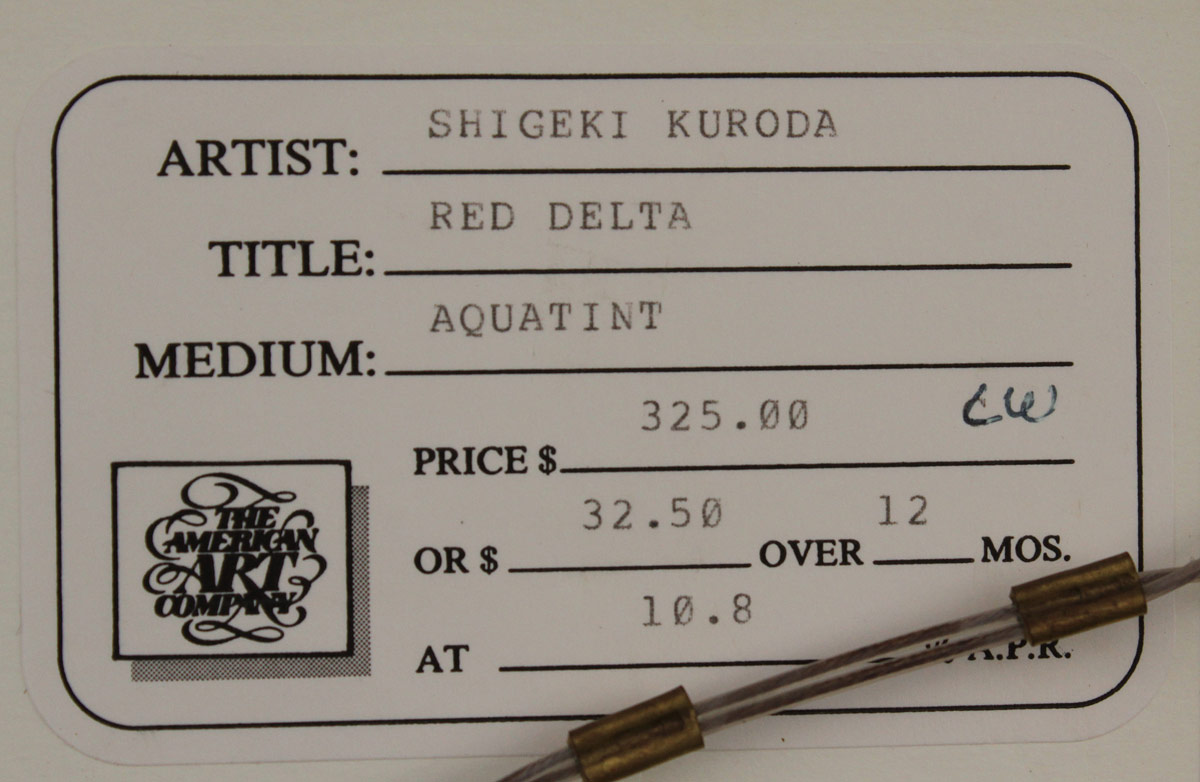 ARTIST: SHIGEKI KURODA
TITLE: RED DELTA
MEDIUM: AQUATINT
PRICE $ 325.00 CW
OR $ 32.50 OVER 12 MOS.
AT 10.8 % A.P.R.
THE
AMERICAN
ART
COMPANY